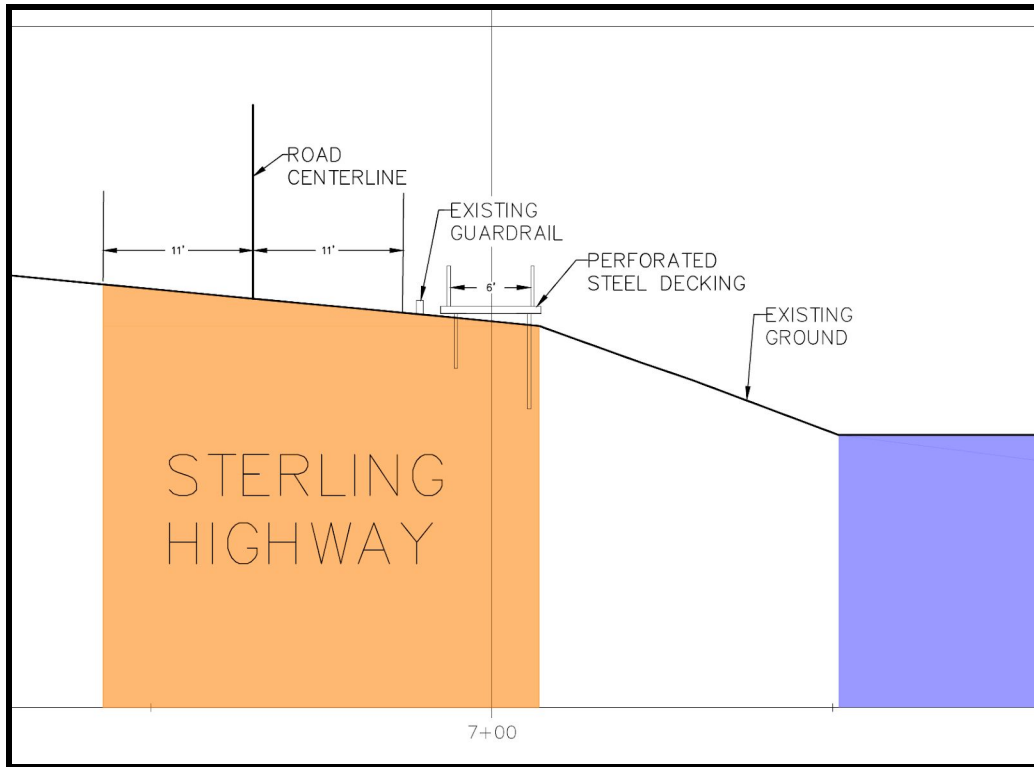 ROAD
CENTERLINE
EXISTING
GUARDRAIL
11'
11'
PERFORATED
STEEL DECKING
6'
EXISTING
GROUND
STERLING
HIGHWAY
7+00